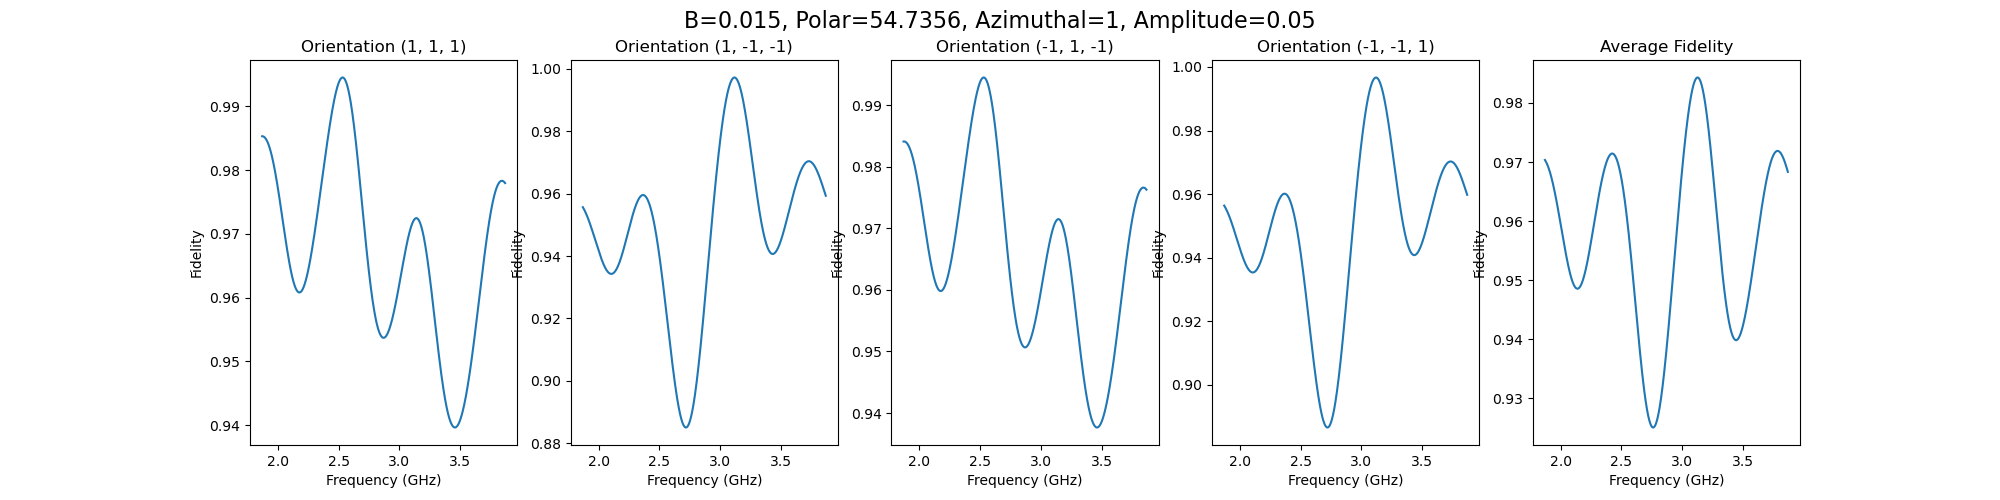 B=0.015, Polar=54.7356, Azimuthal=1, Amplitude=0.05
Orientation (1, 1, 1)
0.99
0.98
0.97
0.96
0.95
0.94
Fidelity
2.0 2.5 3.0 3.5
Frequency (GHz)
Orientation (1, -1, -1)
1.00
0.98
0.96
0.94
0.92
0.90
0.88
Fidelity
2.0 2.5 3.0 3.5
Frequency (GHz)
Orientation (-1, 1, -1)
0.99
0.98
0.97
0.96
0.95
0.94
Fidelity
2.0 2.5 3.0 3.5
Frequency (GHz)
Orientation (-1, -1, 1)
1.00
0.98
0.96
0.94
0.92
0.90
Fidelity
2.0 2.5 3.0 3.5
Frequency (GHz)
Average Fidelity
0.98
0.97
0.96
0.95
0.94
0.93
Fidelity
2.0 2.5 3.0 3.5
Frequency (GHz)